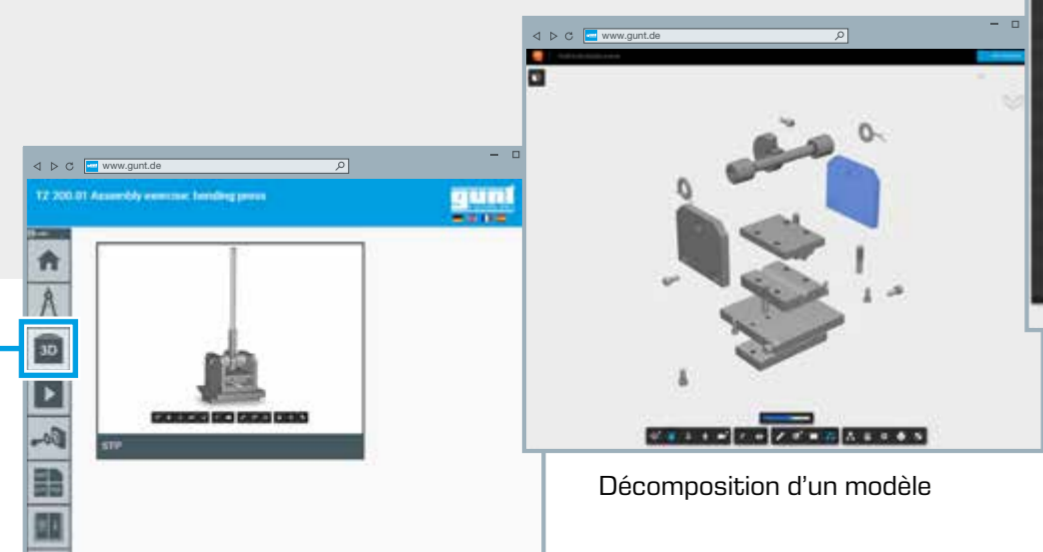 www.gunt.de
www.gunt.de
TZ 200.01 Assembly exercise: bending press
gunt
3D
STP
Décomposition d'un modèle